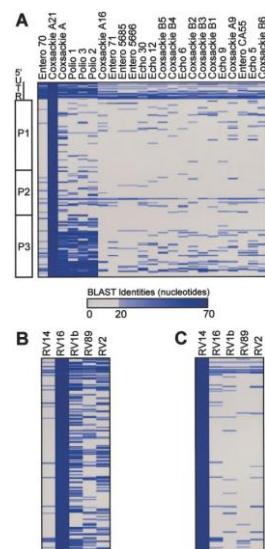 A
Entero 70
Coxsackie A21
Coxsackie A
Polio 1
Polio 3
Polio 2
Coxsackie A16
Entero 71
Entero 5685
Entero 5666
Echo 30
Echo 12
Coxsackie B5
Coxsackie B4
Echo 6
Coxsackie B2
Coxsackie B3
Coxsackie B1
Echo 9
Coxsackie A9
Entero CA55
Echo 5
Coxsackie B6
5'
U
T
R
P1
P2
P3
BLAST Identities (nucleotides)
0 20 70
B
RV14
RV16
RV1b
RV89
RV2
C
RV14
RV16
RV1b
RV89
RV2